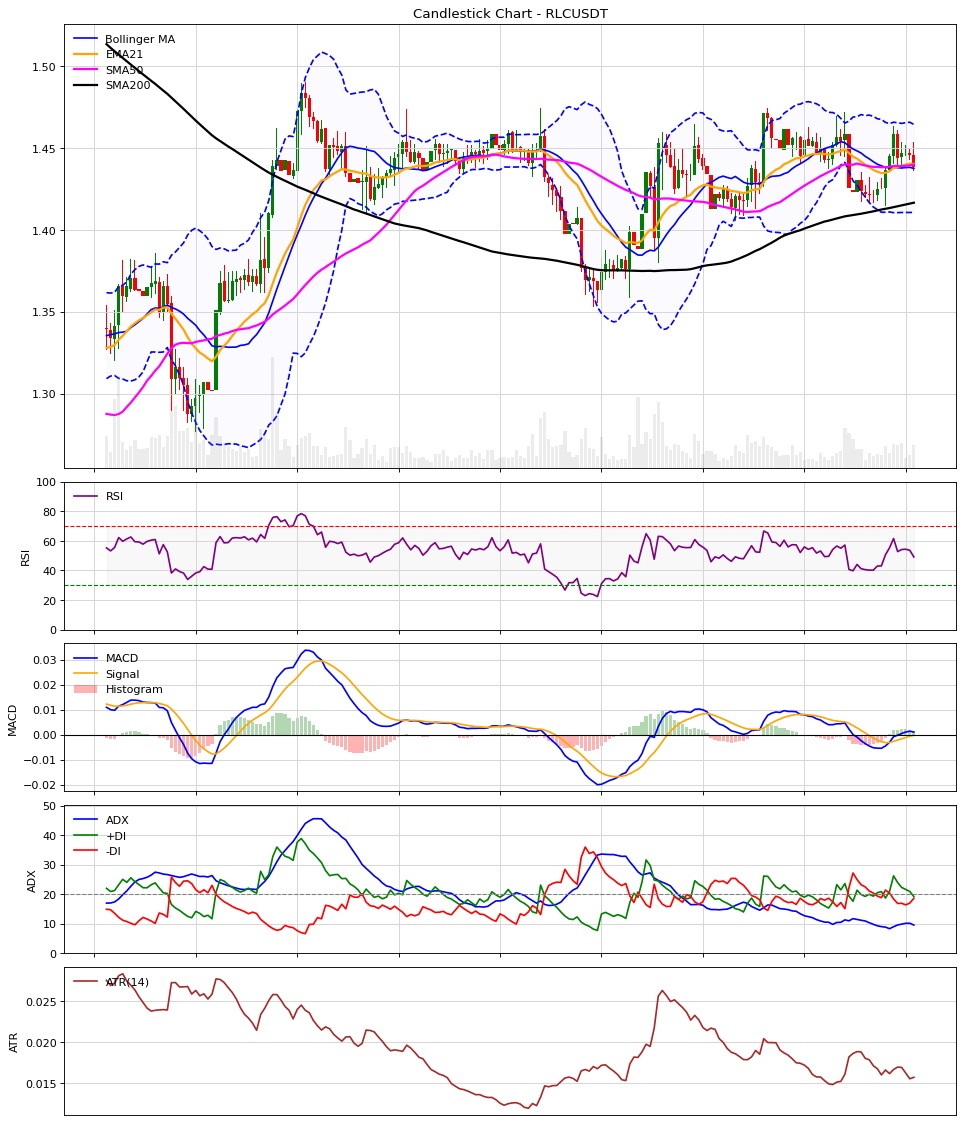 Candlestick Chart - RLCUSDT
Bollinger MA
EMA21
SMA50
SMA200
1.50
1.45
1.40
1.35
1.30
RSI
RSI
100
80
60
40
20
0
MACD
Signal
Histogram
MACD
0.03
0.02
0.01
0.00
−0.01
−0.02
ADX
+DI
-DI
ADX
50
40
30
20
10
0
ATR(14)
ATR
0.025
0.020
0.015